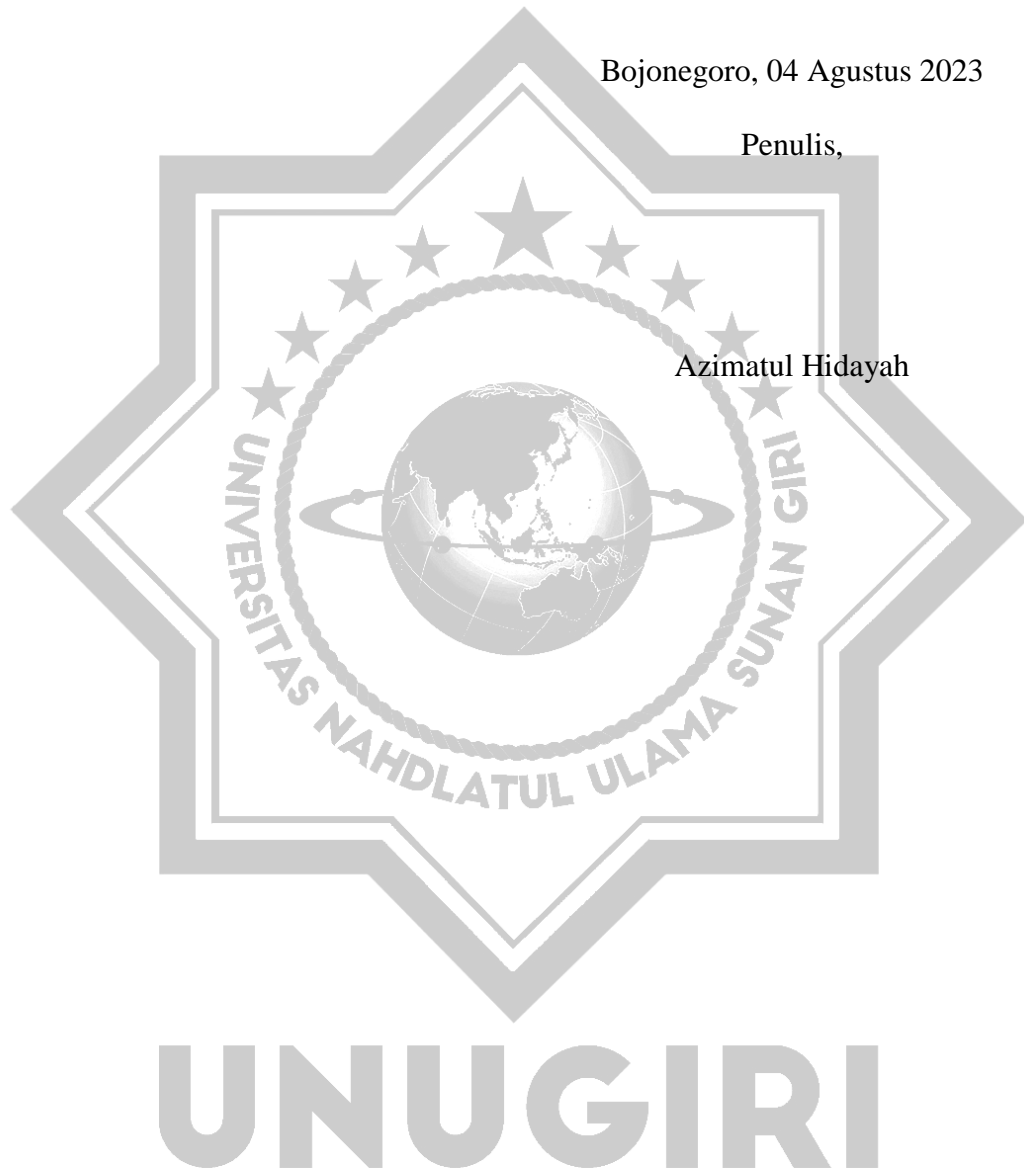 Bojonegoro, 04 Agustus 2023
Penulis,
Azimatul Hidayah
UNIVERSITAS NAHDLATUL ULAMA SUNAN GIRI
UNUGIRI